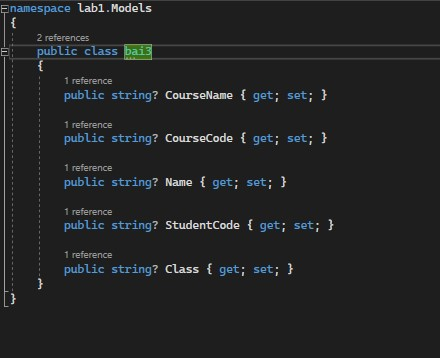 namespace lab1.Models
{
2 references
public class bai3
{
1 reference
public string? CourseName { get; set; }
1 reference
public string? CourseCode { get; set; }
1 reference
public string? Name { get; set; }
1 reference
public string? StudentCode { get; set; }
1 reference
public string? Class { get; set; }
}
}